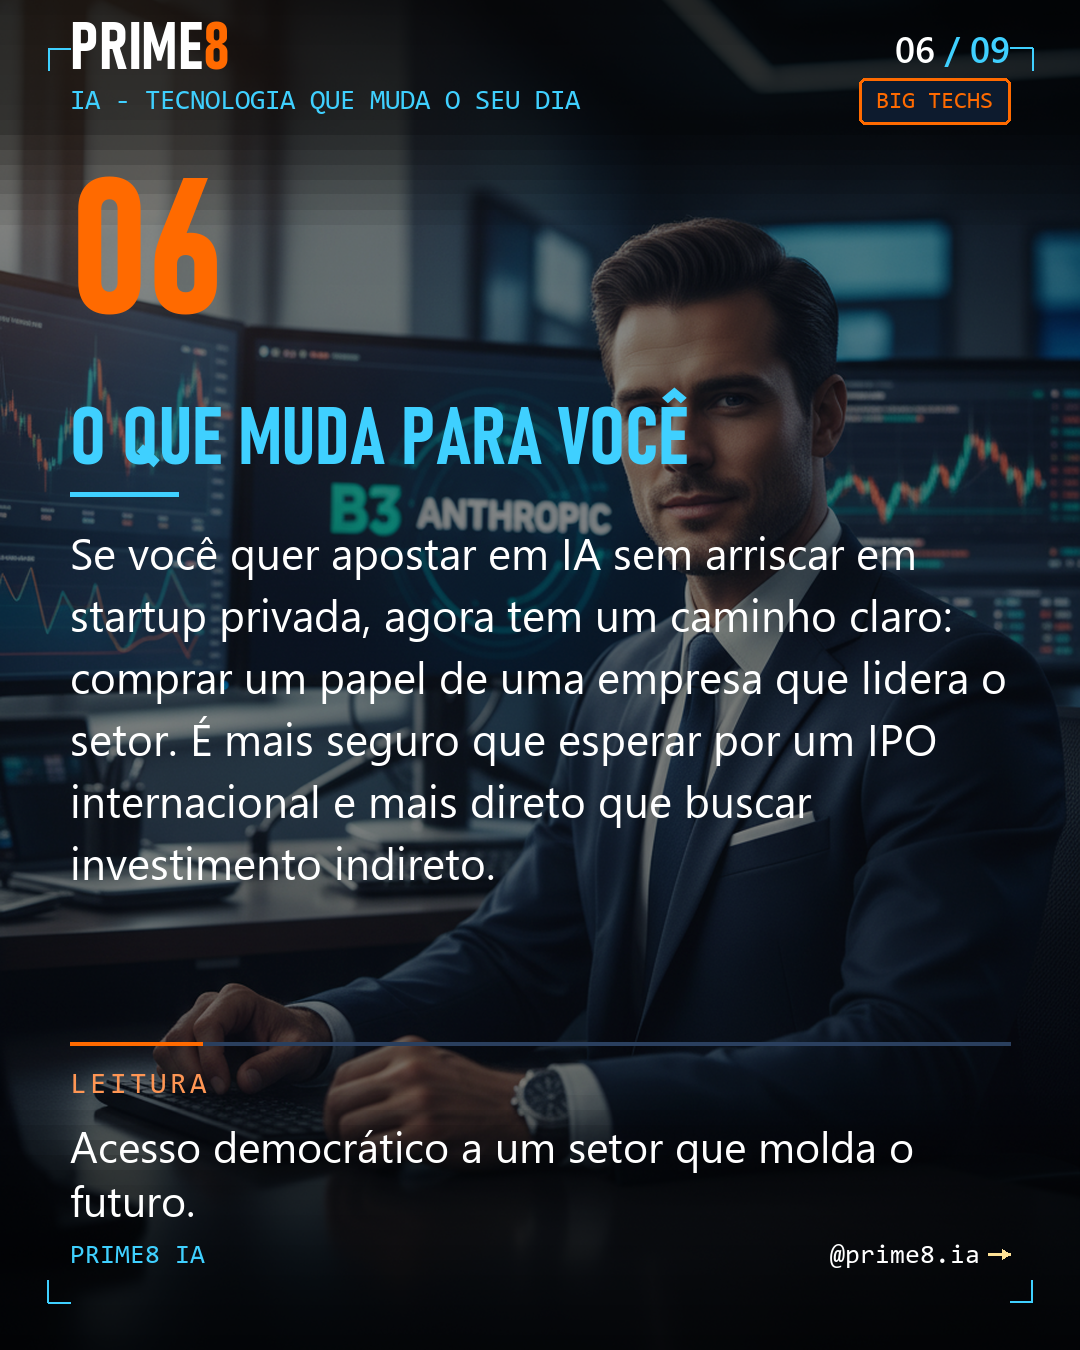 PRIME8
06 / 09
IA - TECNOLOGIA QUE MUDA O SEU DIA
BIG TECHS
06
O QUE MUDA PARA VOCÊ
B3 ANTHROPIC
Se você quer apostar em IA sem arriscar em
startup privada, agora tem um caminho claro:
comprar um papel de uma empresa que lidera o
setor. É mais seguro que esperar por um IPO
internacional e mais direto que buscar
investimento indireto.
LEITURA
Acesso democrático a um setor que molda o
futuro.
PRIME8 IA
@prime8.ia